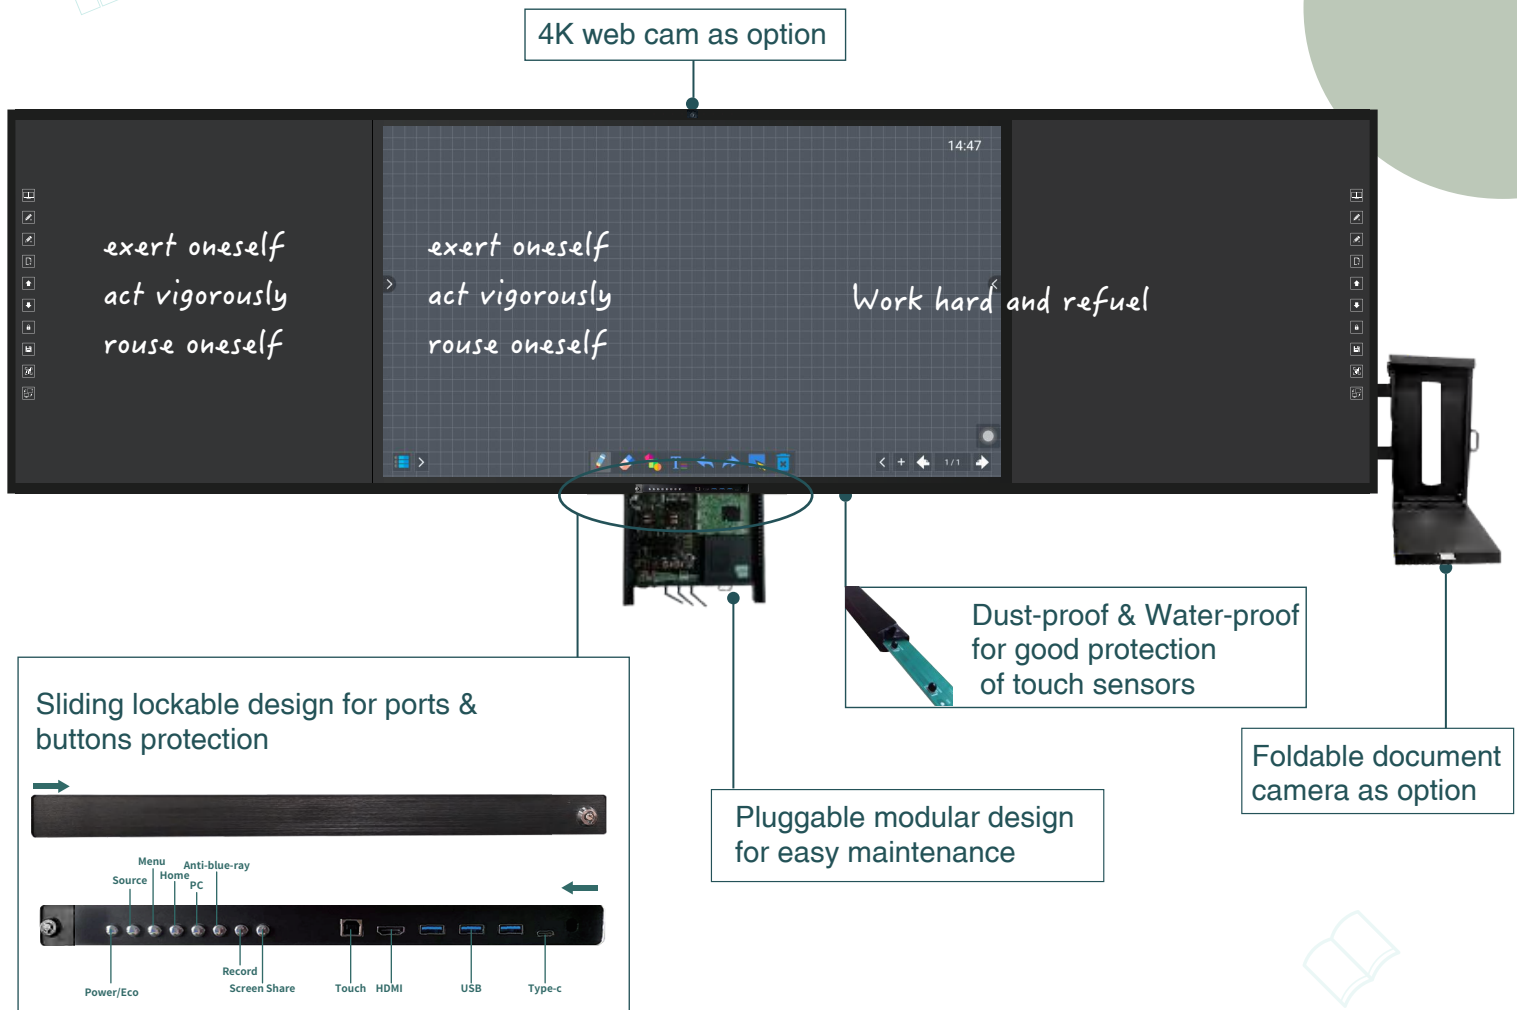 4K web cam as option
14:47
exert oneself
act vigorously
rouse oneself
exert oneself
act vigorously
rouse oneself
Work hard and refuel
1/1
Dust-proof & Water-proof
for good protection
of touch sensors
Foldable document
camera as option
Pluggable modular design
for easy maintenance
Sliding lockable design for ports &
buttons protection
Menu
Anti-blue-ray
Source
Home
PC
Record
Power/Eco
Screen Share
Touch
HDMI
USB
Type-c